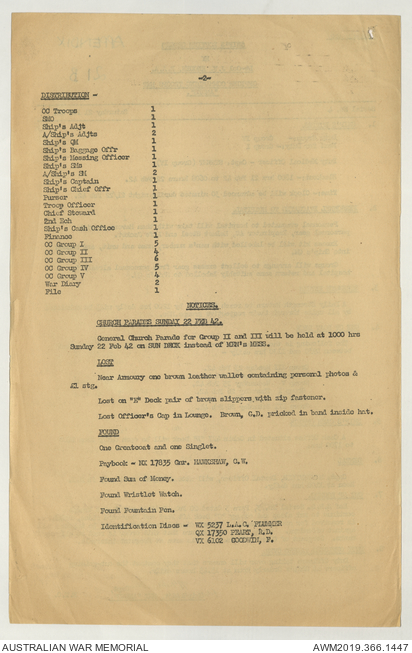 -2-
DISTRIBUTION -
OC Troops 1
SMO 1
Ship's Adjt 1
A/Ship's Adjts 2
Ship's QM 1
Ship's Baggage Offr 1
Ship's Messing Officer 1
Ship's SMs 1
A/Ship's SM 2
Ship's Captain 1
Ship's Chief Offr 1
Purser 1
Troop Officer 1
Chief Steward 1
2nd Ech 1
Ship's Cash Office 1
Finance 1
OC Group I 5
OC Group II 4
OC Group III 6
OC Group IV 5
OC Group V 4
War Diary 2
File 1
NOTICES.
CHURCH PARADES SUNDAY 22 FEB 42.
General Church Parade for Group II and III will be held at 1000 hrs
Sunday 22 Feb 42 on SUN DECK instead of MEN's MESS.
LOST
Near Armoury one brown leather wallet containing personal photos &
£1 stg.
Lost on "B" Deck pair of brown slippers with zip fastener.
Lost Officer's Cap in Lounge. Brown, C.D. pricked in band inside hat.
FOUND
One Greatcoat and one Singlet.
Paybook - NX 17835 Gnr. HAWKSHAW, C.W.
Found Sum of Money.
Found Wristlet Watch.
Found Fountain Pen.
Identification Discs - WX 5237 L.A.C.
QX 17350 PEART, R.D.
VX 6102 GOODWIN, F.
AUSTRALIAN WAR MEMORIAL
AWM2019.366.1447